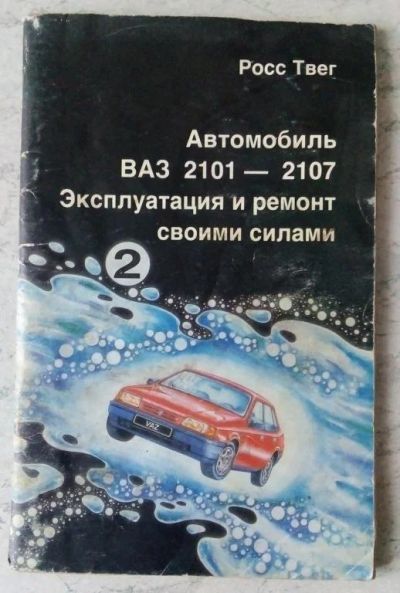 Росс Твег
Автомобиль
ВАЗ 2101 — 2107
Эксплуатация и ремонт
своими силами
2
VAZ